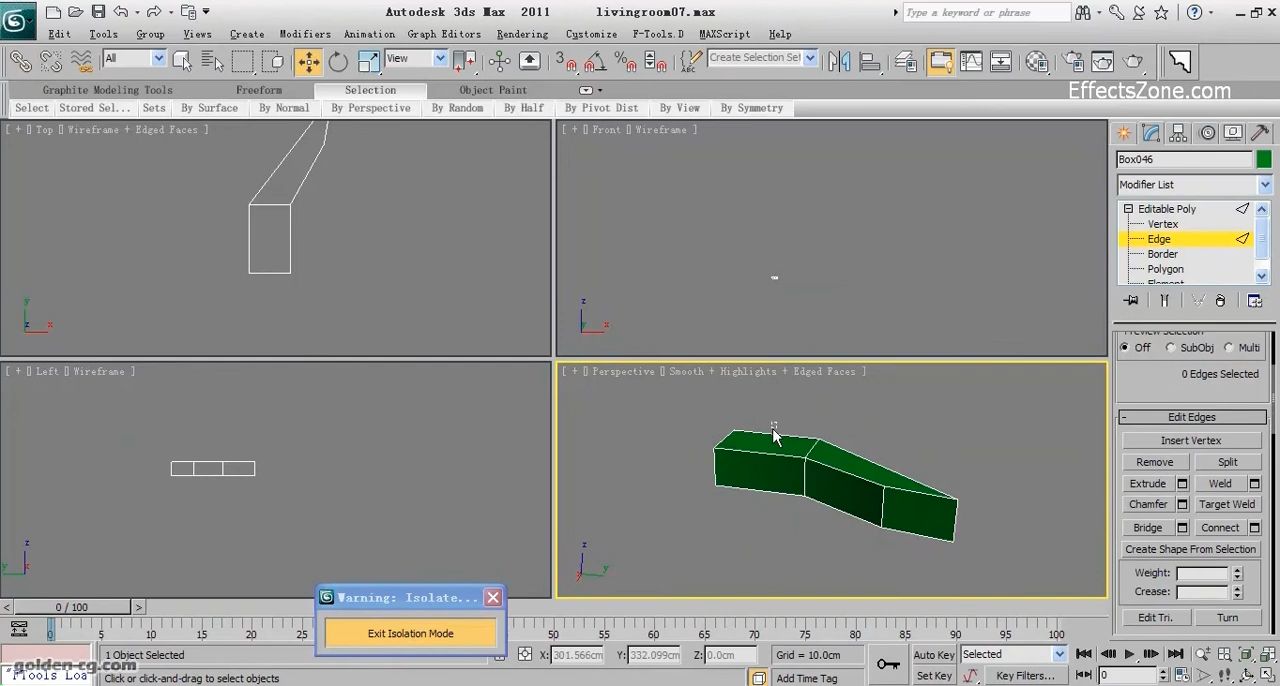 Autodesk 3ds Max 2011 livingroom07.max
Type a keyword or phrase
Edit Tools Group Views Create Modifiers Animation Graph Editors Rendering Customize F-Tools.D MAXScript Help
All View Create Selection Set
Graphite Modeling Tools Freeform Selection Object Paint
EffectsZone.com
Select Stored Sel... Sets By Surface By Normal By Perspective By Random By Half By Pivot Dist By View By Symmetry
[ + ] Top [ Wireframe + Edged Faces ]
[ + ] Front [ Wireframe ]
Box046
Modifier List
Editable Poly
Vertex
Edge
Border
Polygon
Element
y
x
z
z
x
y
[ + ] Left [ Wireframe ]
[ + ] Perspective [ Smooth + Highlights + Edged Faces ]
Preview Selection
Off SubObj Multi
0 Edges Selected
- Edit Edges
Insert Vertex
Remove Split
Extrude Weld
Chamfer Target Weld
Bridge Connect
Create Shape From Selection
Weight:
Crease:
Edit Tri. Turn
z
y
z
y
Warning: Isolate...
Exit Isolation Mode
< 0 / 100 >
0 5 10 15 20 25 50 55 60 65 70 75 80 85 90 95 100
1 Object Selected X: 301.566cm Y: 332.099cm Z: 0.0cm Grid = 10.0cm Auto Key Selected
golden-cg.com
Click or click-and-drag to select objects Add Time Tag Set Key Key Filters... 0